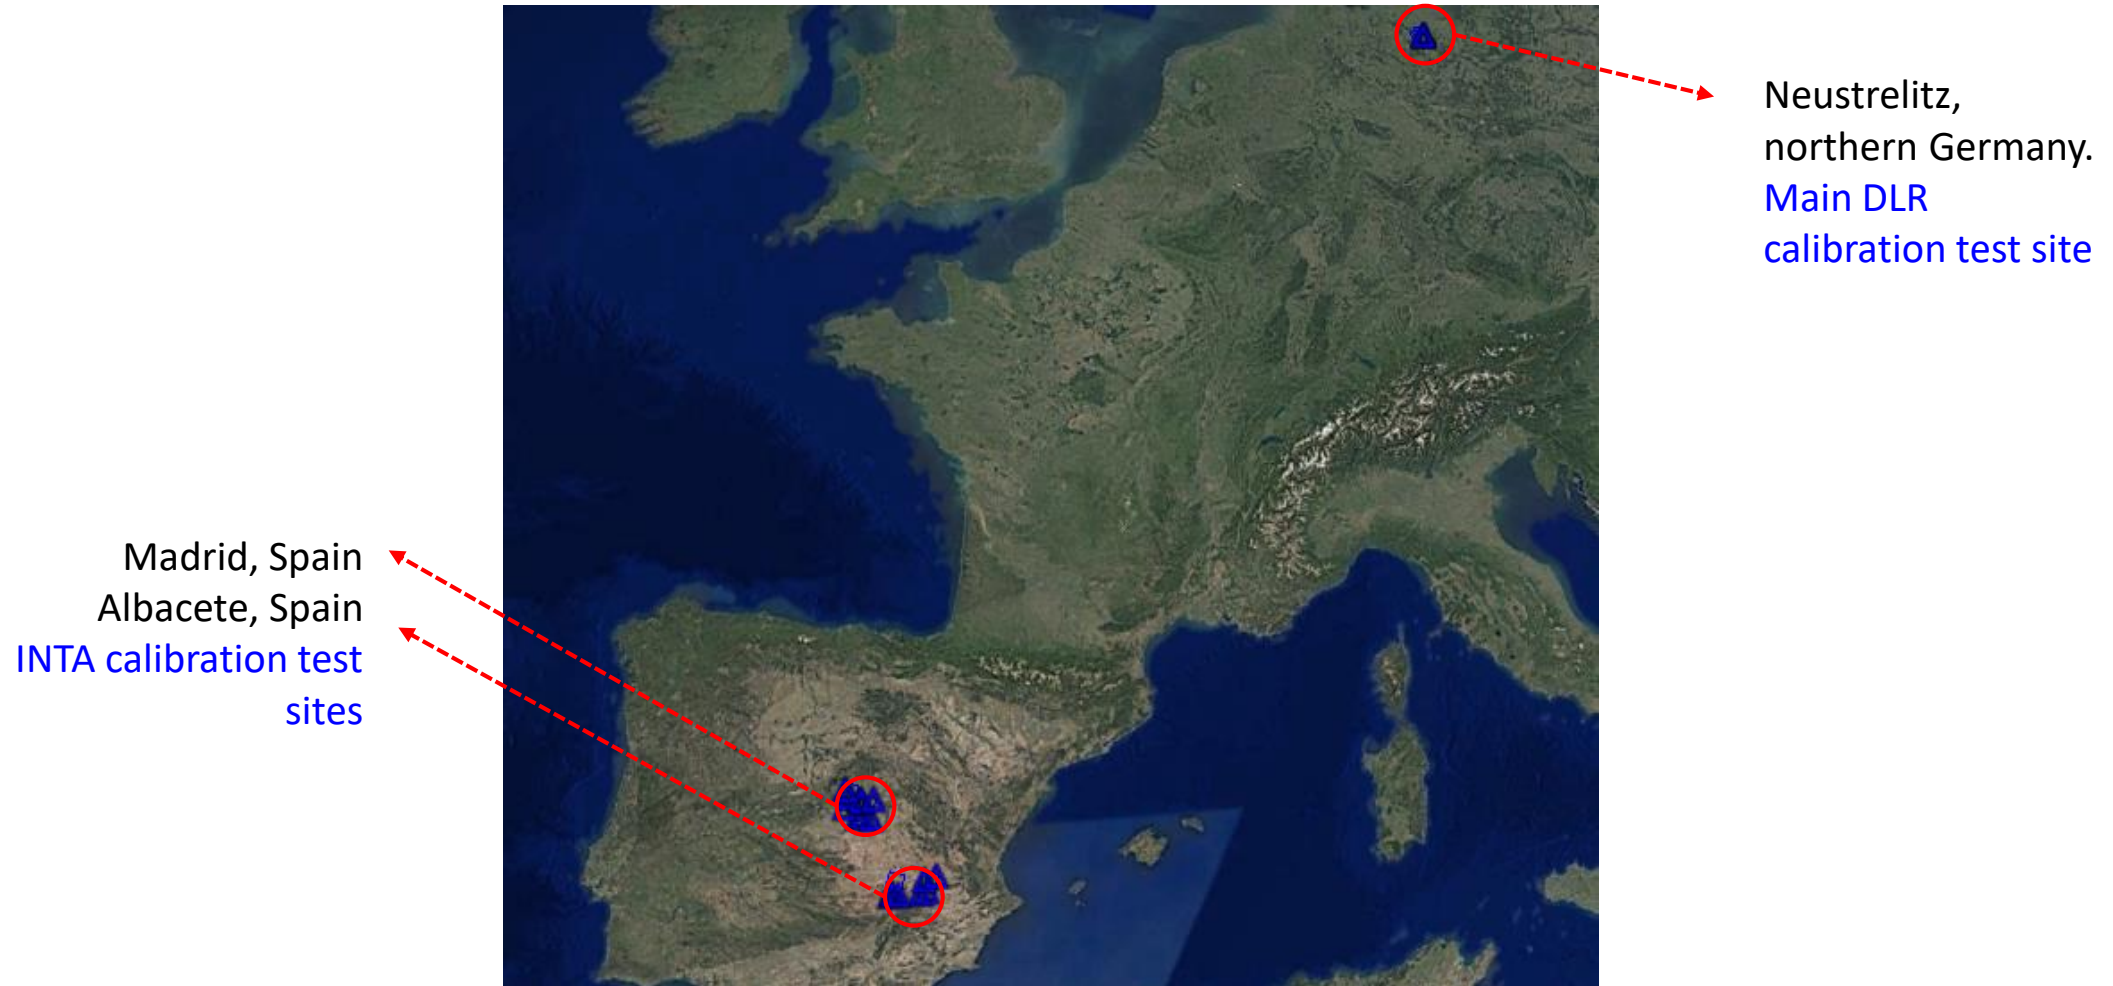 Neustrelitz,
northern Germany.
Main DLR
calibration test site
Madrid, Spain
Albacete, Spain
INTA calibration test
sites